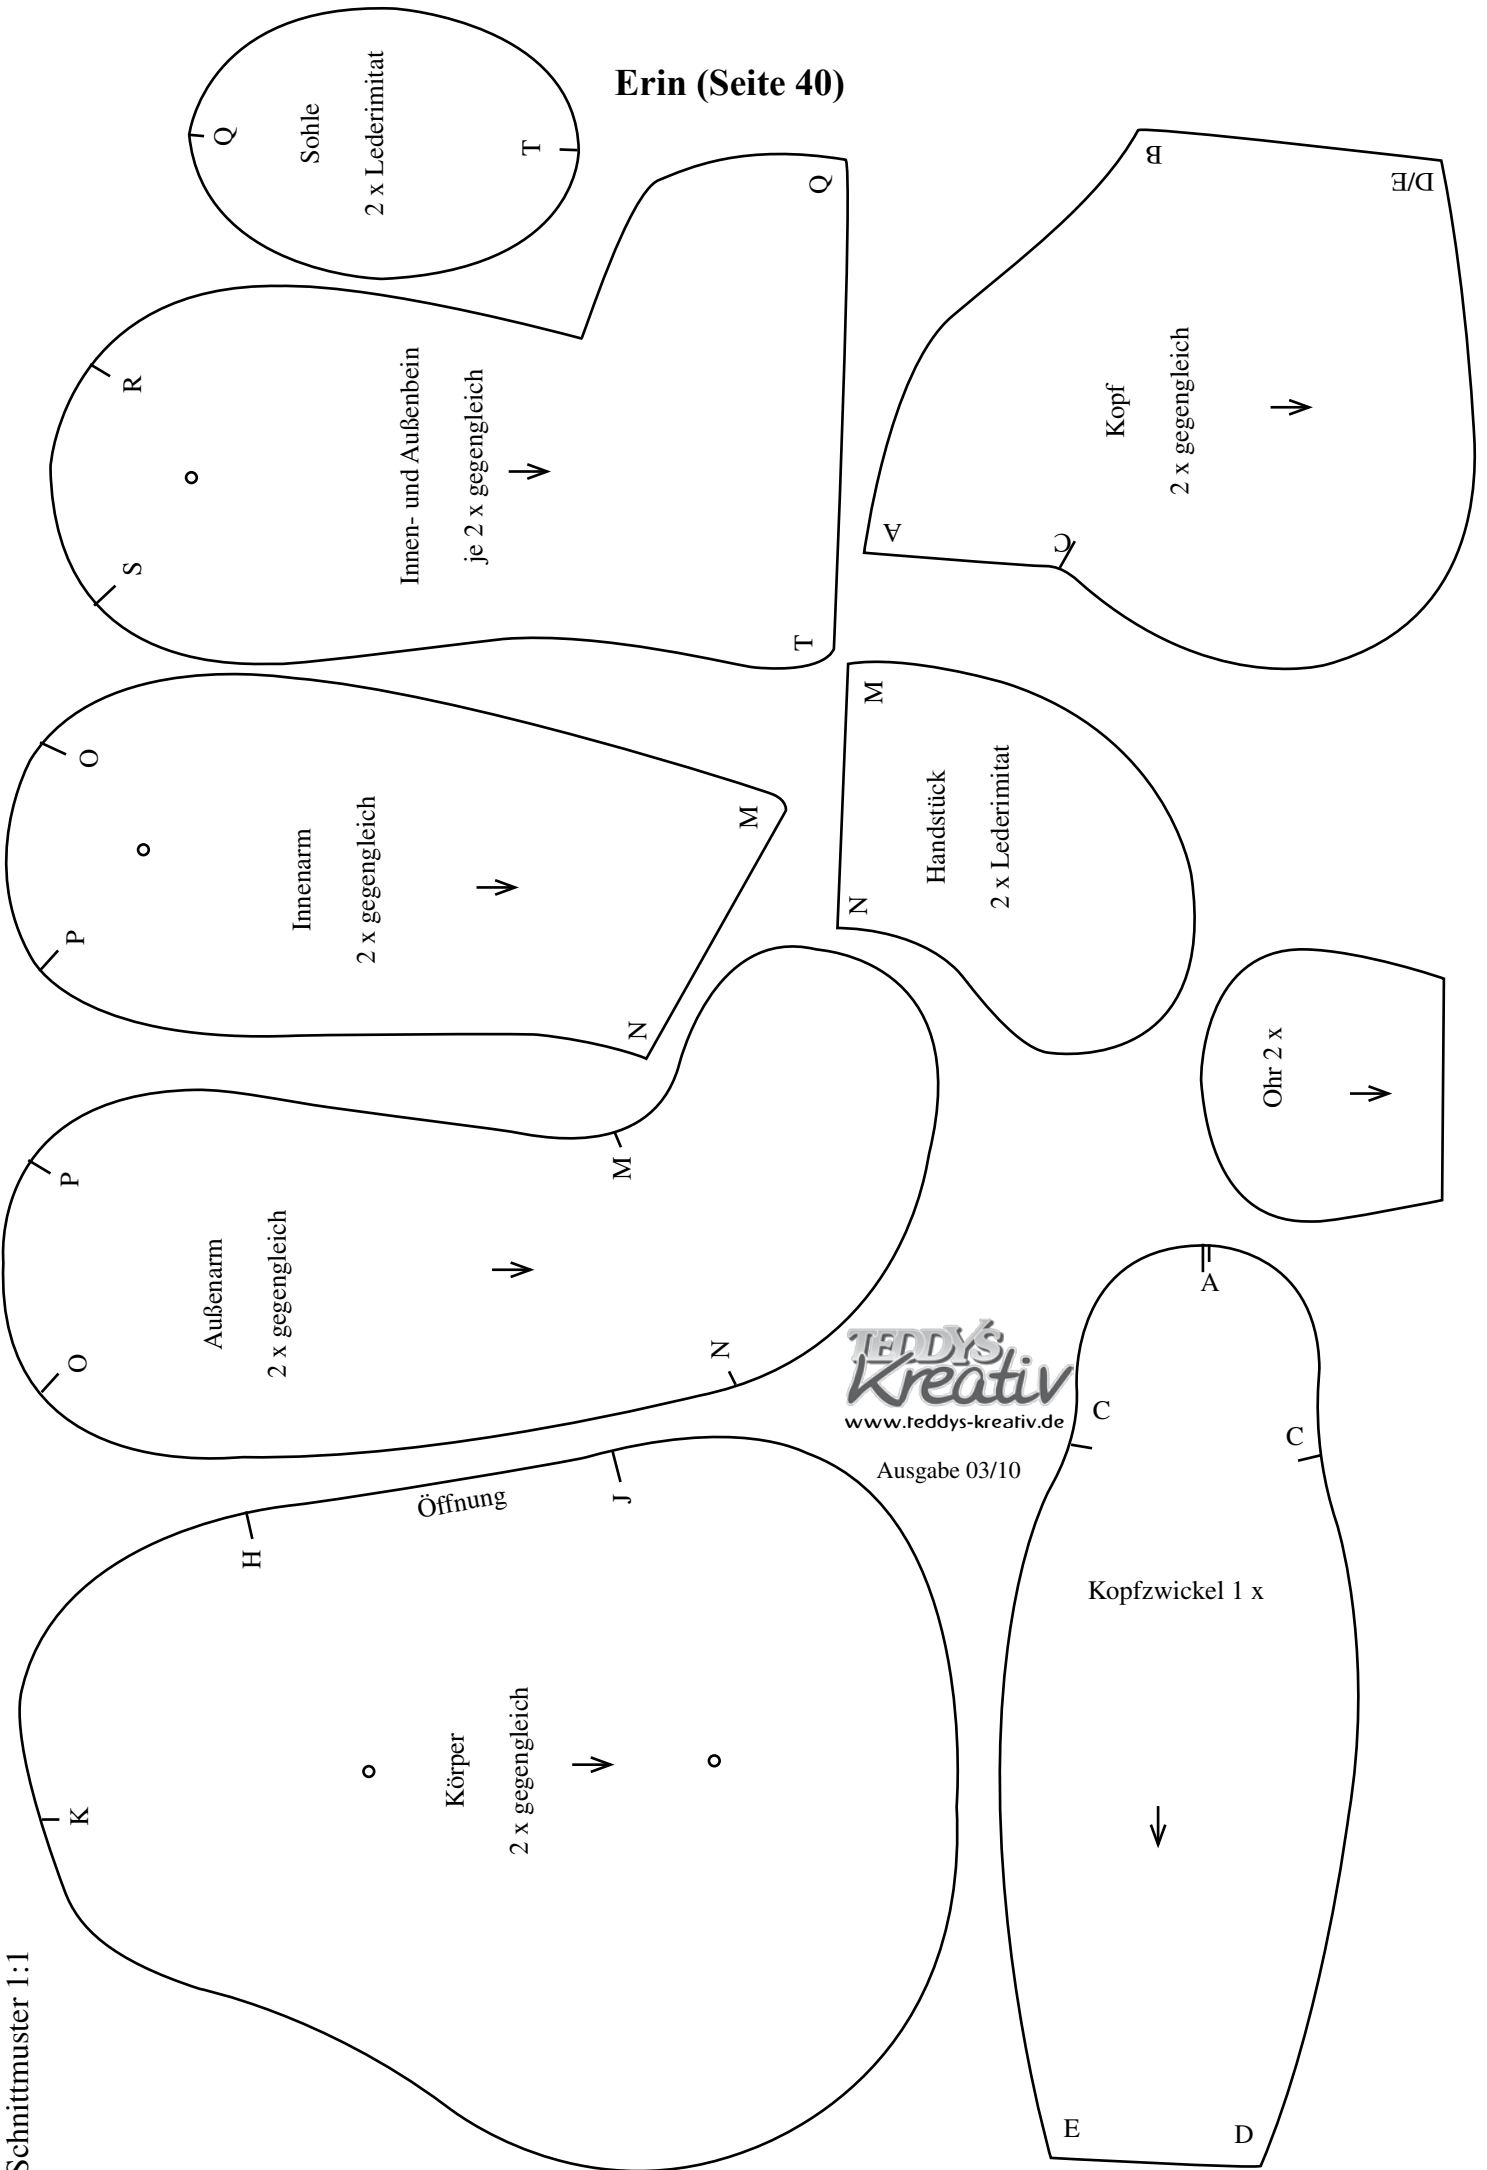 Erin (Seite 40)
Q
Sohle
2 x Lederimitat
T
R
S
Innen- und Außenbein
je 2 x gegengleich
Q
T
B
D/E
Kopf
2 x gegengleich
A
C
O
P
Innenarm
2 x gegengleich
M
N
M
Handstück
2 x Lederimitat
N
Ohr 2 x
P
O
Außenarm
2 x gegengleich
M
N
TEDDYS
Kreativ
www.teddys-kreativ.de
Ausgabe 03/10
A
C
C
Kopfzwickel 1 x
E
D
Öffnung
H
J
K
Körper
2 x gegengleich
Schnittmuster 1:1